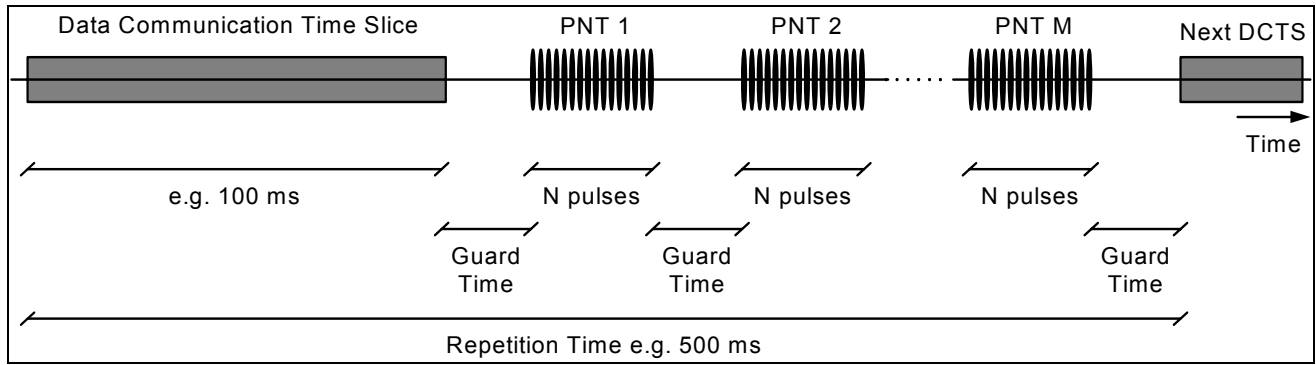 Data Communication Time Slice PNT 1 PNT 2 PNT M Next DCTS
Time
e.g. 100 ms N pulses N pulses N pulses
Guard Guard Guard
Time Time Time
Repetition Time e.g. 500 ms